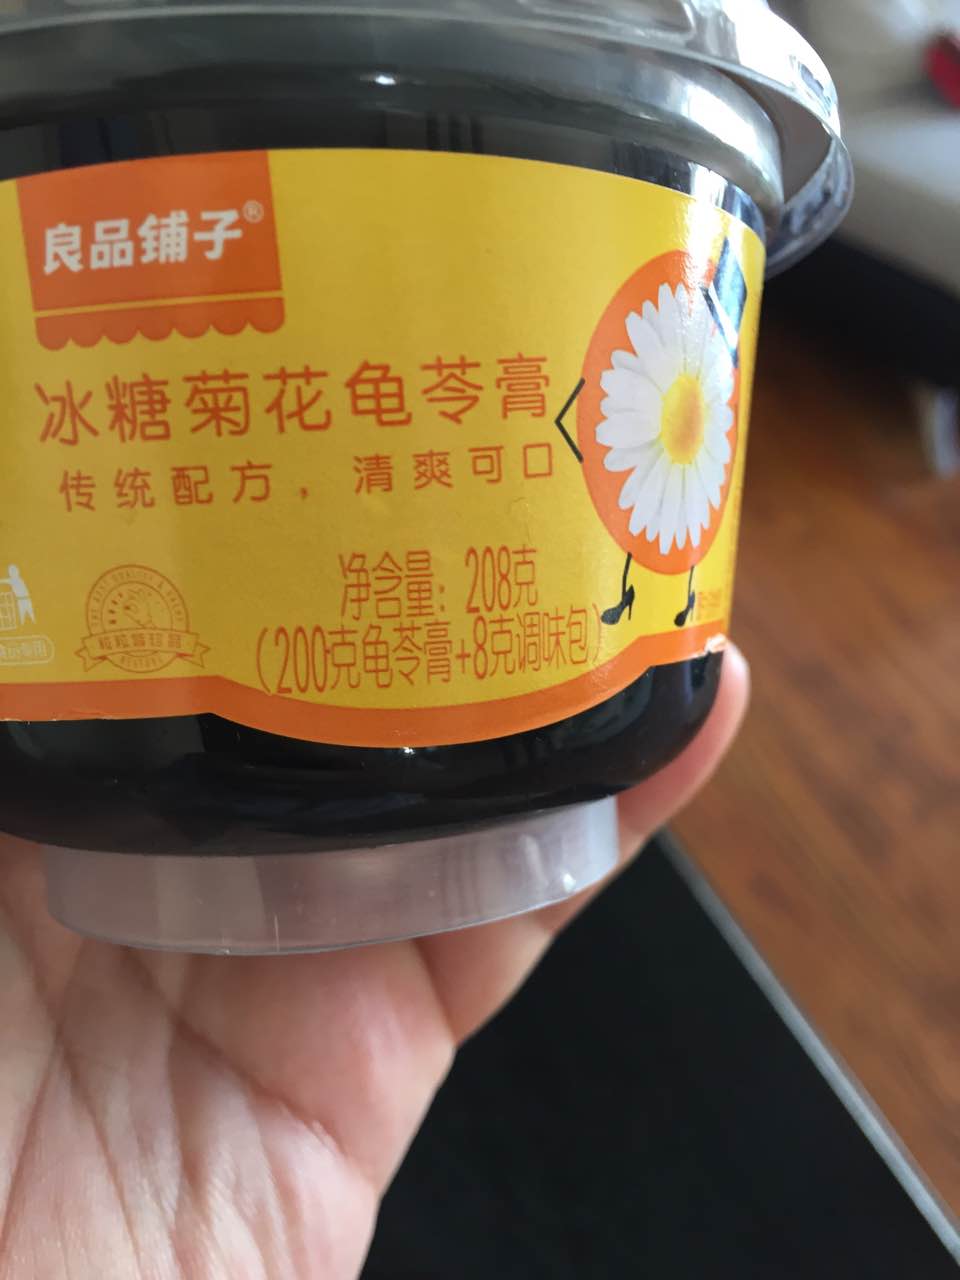 良品铺子®
冰糖菊花龟苓膏
传统配方，清爽可口
净含量：208克
（200克龟苓膏+8克调味包）